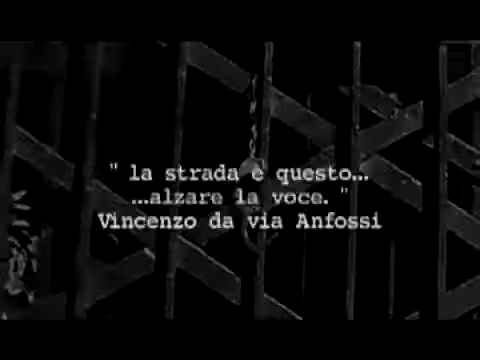 " la strada è questo...
...alzare la voce. "
Vincenzo da via Anfossi